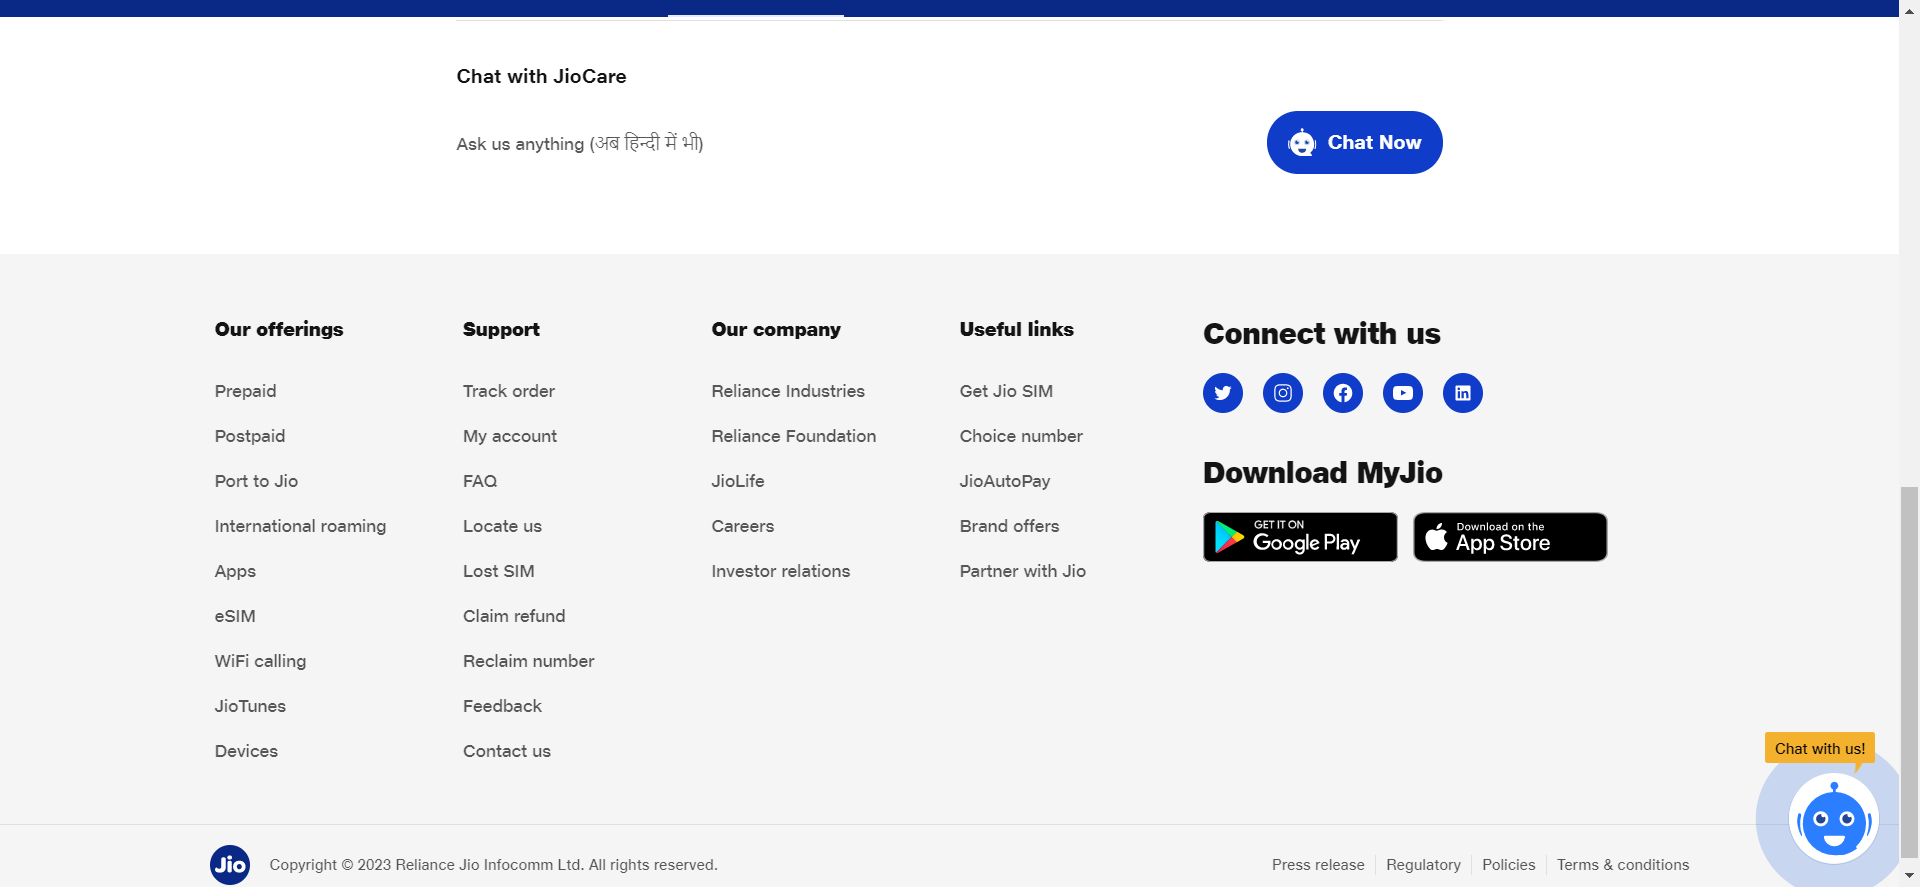 Chat with JioCare
Ask us anything (अब हिन्दी में भी)
Chat Now
Our offerings
Prepaid
Postpaid
Port to Jio
International roaming
Apps
eSIM
WiFi calling
JioTunes
Devices
Support
Track order
My account
FAQ
Locate us
Lost SIM
Claim refund
Reclaim number
Feedback
Contact us
Our company
Reliance Industries
Reliance Foundation
JioLife
Careers
Investor relations
Useful links
Get Jio SIM
Choice number
JioAutoPay
Brand offers
Partner with Jio
Connect with us
in
Download MyJio
GET IT ON
Google Play
Download on the
App Store
Chat with us!
Jio
Copyright © 2023 Reliance Jio Infocomm Ltd. All rights reserved.
Press release
Regulatory
Policies
Terms & conditions